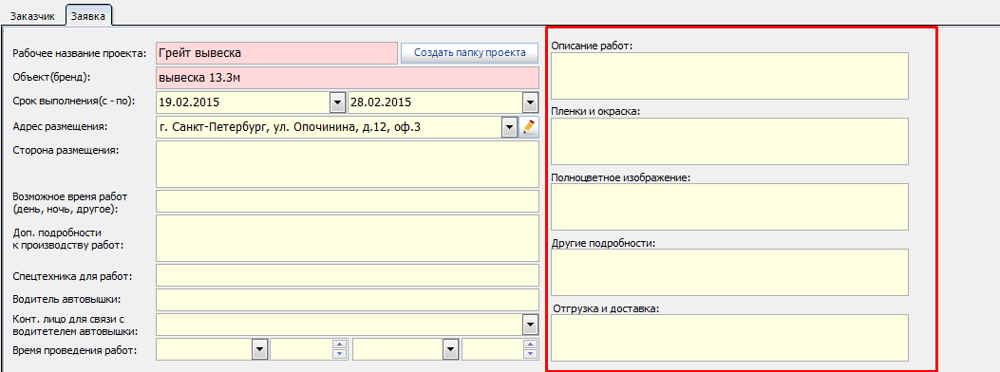 Заказчик
Заявка
Рабочее название проекта:
Грейт вывеска
Создать папку проекта
Объект(бренд):
вывеска 13.3м
Срок выполнения(с - по):
19.02.2015
28.02.2015
Адрес размещения:
г. Санкт-Петербург, ул. Опочинина, д.12, оф.3
Сторона размещения:
Возможное время работ
(день, ночь, другое):
Доп. подробности
к производству работ:
Спецтехника для работ:
Водитель автовышки:
Конт. лицо для связи с
водитетелем автовышки:
Время проведения работ:
Описание работ:
Пленки и окраска:
Полноцветное изображение:
Другие подробности:
Отгрузка и доставка: